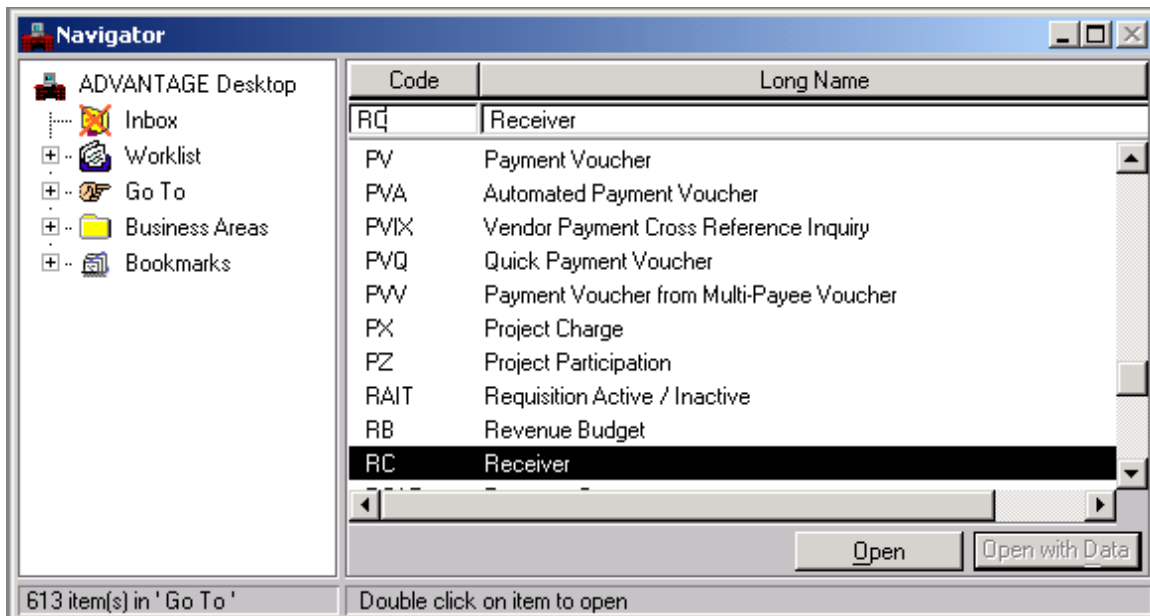 Navigator
ADVANTAGE Desktop
Inbox
Worklist
Go To
Business Areas
Bookmarks
Code Long Name
RC Receiver
PV Payment Voucher
PVA Automated Payment Voucher
PVIX Vendor Payment Cross Reference Inquiry
PVQ Quick Payment Voucher
PVV Payment Voucher from Multi-Payee Voucher
PX Project Charge
PZ Project Participation
RAIT Requisition Active / Inactive
RB Revenue Budget
RC Receiver
Open Open with Data
613 item(s) in ' Go To ' Double click on item to open